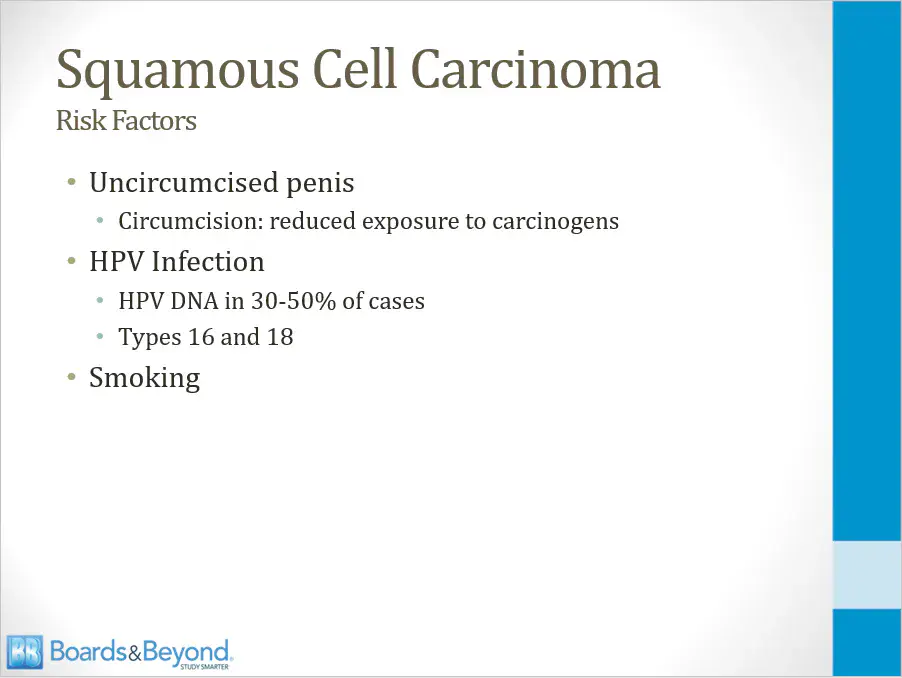 Squamous Cell Carcinoma
Risk Factors
• Uncircumcised penis
• Circumcision: reduced exposure to carcinogens
• HPV Infection
• HPV DNA in 30-50% of cases
• Types 16 and 18
• Smoking
BB Boards&Beyond.
STUDY SMARTER